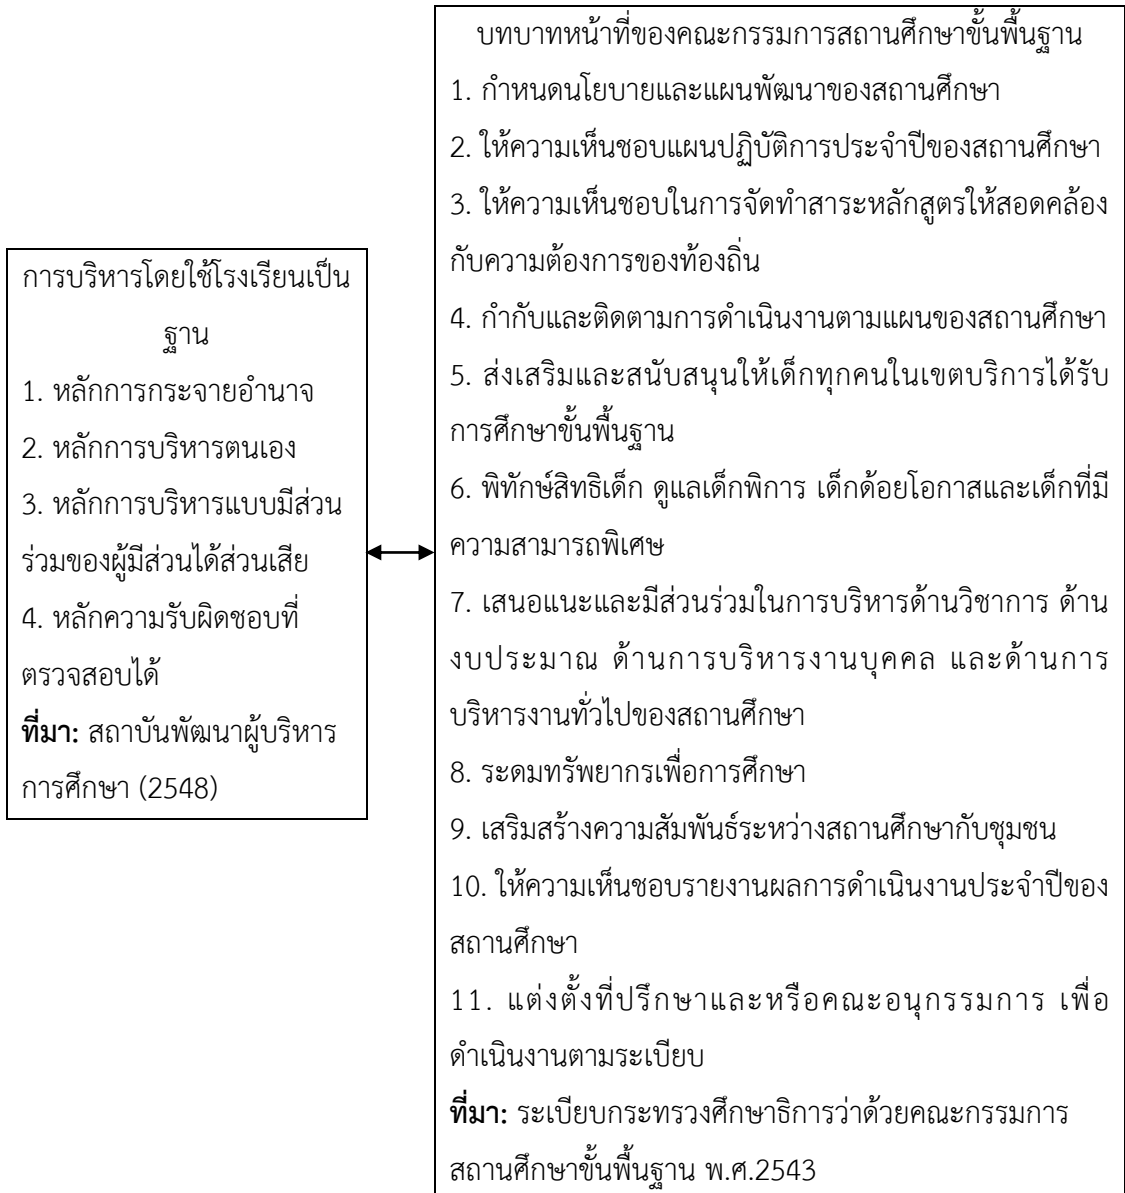 การบริหารโดยใช้โรงเรียนเป็น
ฐาน
1. หลักการกระจายอำนาจ
2. หลักการบริหารตนเอง
3. หลักการบริหารแบบมีส่วน
ร่วมของผู้มีส่วนได้ส่วนเสีย
4. หลักความรับผิดชอบที่
ตรวจสอบได้
ที่มา: สถาบันพัฒนาผู้บริหาร
การศึกษา (2548)
บทบาทหน้าที่ของคณะกรรมการสถานศึกษาขั้นพื้นฐาน
1. กำหนดนโยบายและแผนพัฒนาของสถานศึกษา
2. ให้ความเห็นชอบแผนปฏิบัติการประจำปีของสถานศึกษา
3. ให้ความเห็นชอบในการจัดทำสาระหลักสูตรให้สอดคล้อง
กับความต้องการของท้องถิ่น
4. กำกับและติดตามการดำเนินงานตามแผนของสถานศึกษา
5. ส่งเสริมและสนับสนุนให้เด็กทุกคนในเขตบริการได้รับ
การศึกษาขั้นพื้นฐาน
6. พิทักษ์สิทธิเด็ก ดูแลเด็กพิการ เด็กด้อยโอกาสและเด็กที่มี
ความสามารถพิเศษ
7. เสนอแนะและมีส่วนร่วมในการบริหารด้านวิชาการ ด้าน
งบประมาณ ด้านการบริหารงานบุคคล และด้านการ
บริหารงานทั่วไปของสถานศึกษา
8. ระดมทรัพยากรเพื่อการศึกษา
9. เสริมสร้างความสัมพันธ์ระหว่างสถานศึกษากับชุมชน
10. ให้ความเห็นชอบรายงานผลการดำเนินงานประจำปีของ
สถานศึกษา
11. แต่งตั้งที่ปรึกษาและหรือคณะอนุกรรมการ เพื่อ
ดำเนินงานตามระเบียบ
ที่มา: ระเบียบกระทรวงศึกษาธิการว่าด้วยคณะกรรมการ
สถานศึกษาขั้นพื้นฐาน พ.ศ.2543